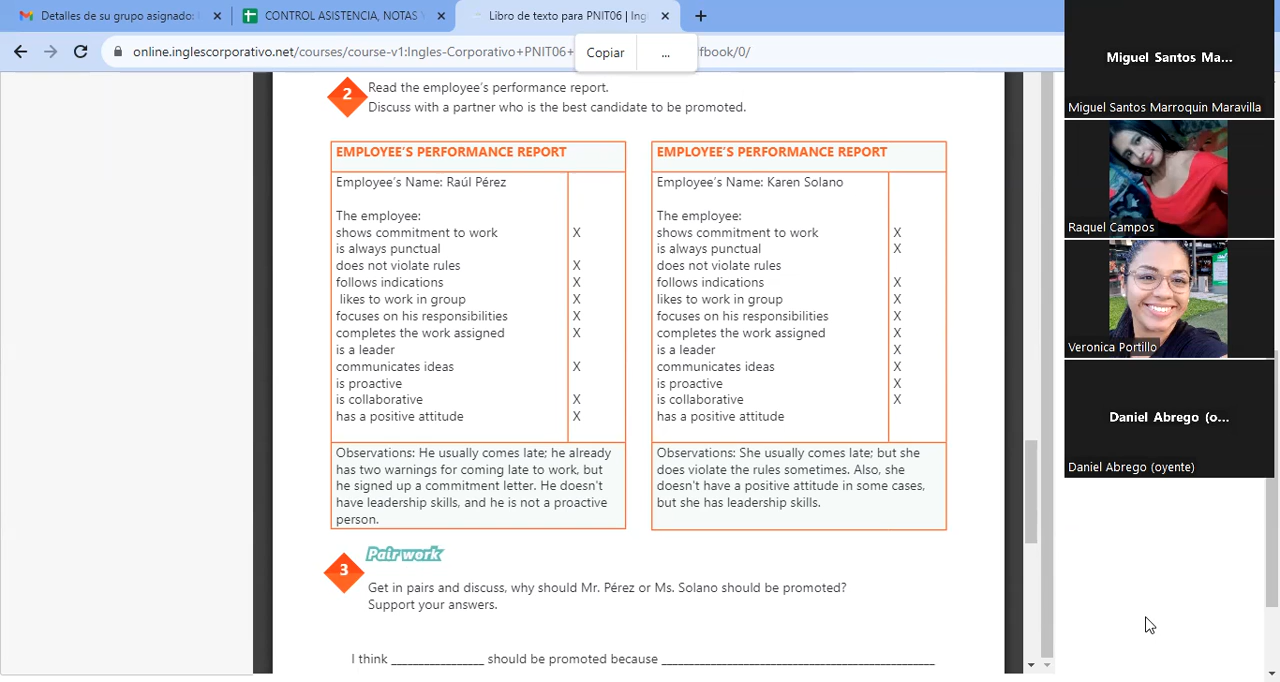 Detalles de su grupo asignado: I
CONTROL ASISTENCIA, NOTAS Y
Libro de texto para PNIT06 | Ing
online.inglescorporativo.net/courses/course-v1:Ingles-Corporativo+PNIT06+
Copiar
...
fbook/0/
2
Read the employee's performance report.
Discuss with a partner who is the best candidate to be promoted.
EMPLOYEE'S PERFORMANCE REPORT
Employee's Name: Raúl Pérez
The employee:
shows commitment to work X
is always punctual
does not violate rules X
follows indications X
likes to work in group X
focuses on his responsibilities X
completes the work assigned X
is a leader
communicates ideas X
is proactive
is collaborative X
has a positive attitude X
Observations: He usually comes late; he already
has two warnings for coming late to work, but
he signed up a commitment letter. He doesn't
have leadership skills, and he is not a proactive
person.
EMPLOYEE'S PERFORMANCE REPORT
Employee's Name: Karen Solano
The employee:
shows commitment to work X
is always punctual X
does not violate rules
follows indications X
likes to work in group X
focuses on his responsibilities X
completes the work assigned X
is a leader X
communicates ideas X
is proactive X
is collaborative X
has a positive attitude
Observations: She usually comes late; but she
does violate the rules sometimes. Also, she
doesn't have a positive attitude in some cases,
but she has leadership skills.
Pair work
3
Get in pairs and discuss, why should Mr. Pérez or Ms. Solano should be promoted?
Support your answers.
I think ________________ should be promoted because ______________________________________________
Miguel Santos Ma...
Miguel Santos Marroquin Maravilla
Raquel Campos
Veronica Portillo
Daniel Abrego (o...
Daniel Abrego (oyente)